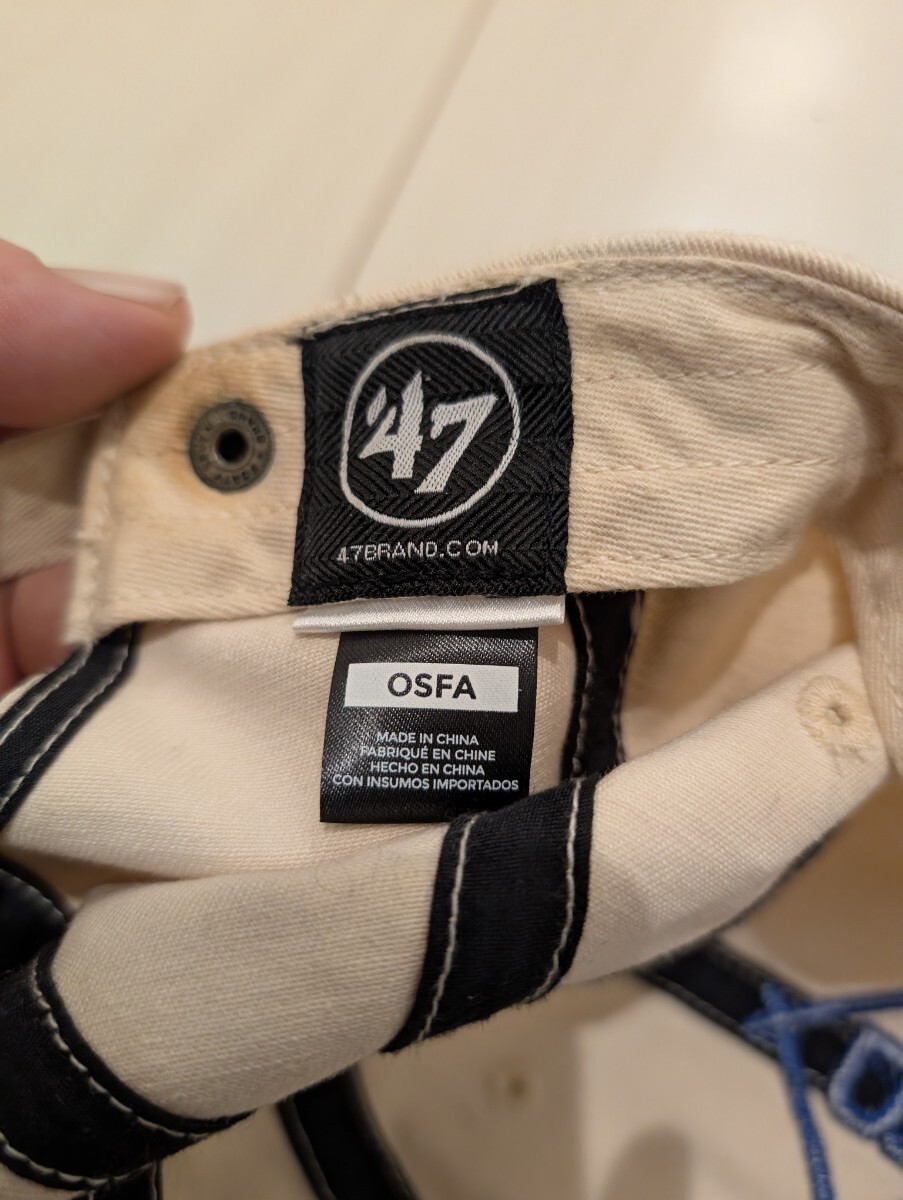 '47
47BRAND.COM
OSFA
MADE IN CHINA
FABRIQUÉ EN CHINE
HECHO EN CHINA
CON INSUMOS IMPORTADOS